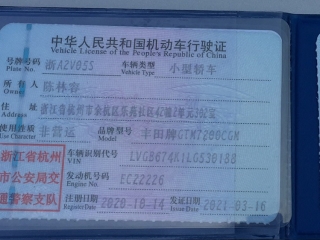 中华人民共和国机动车行驶证
Vehicle License of the People's Republic of China
号牌号码 浙A2V05S 车辆类型 小型轿车
Plate No. Vehicle Type
所有人 陈林睿
Owner
住址
Address
使用性质 非营运 品牌型号 丰田牌GTM7200CGM
Use Character Model
浙江省杭州 车辆识别代号 LVGB674K1LG530188
VIN
市公安局交 发动机号码 EC22226
Engine No.
通警察支队 注册日期 2020-10-14 发证日期 2021-03-16
Register Date Issue Date